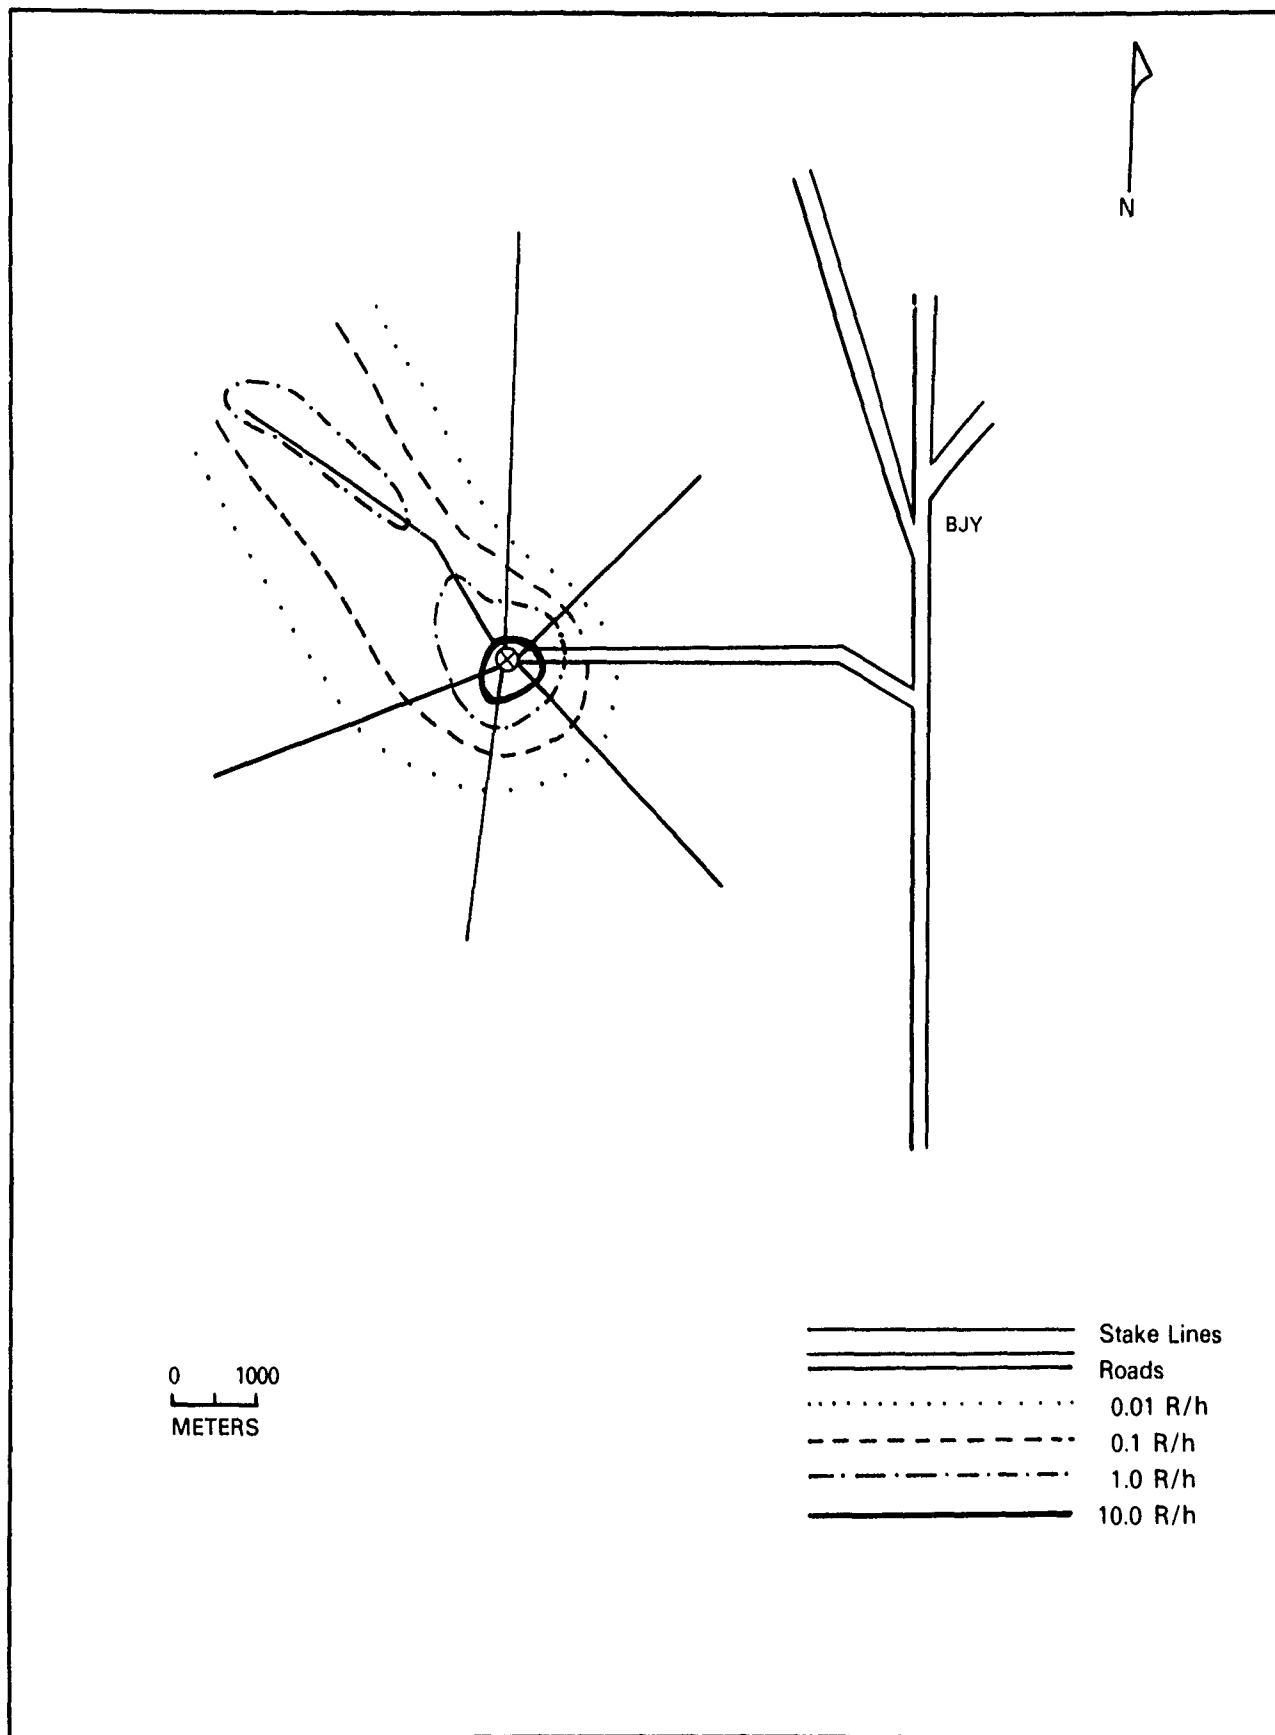 N
BJY
0 1000
METERS
Stake Lines
Roads
0.01 R/h
0.1 R/h
1.0 R/h
10.0 R/h